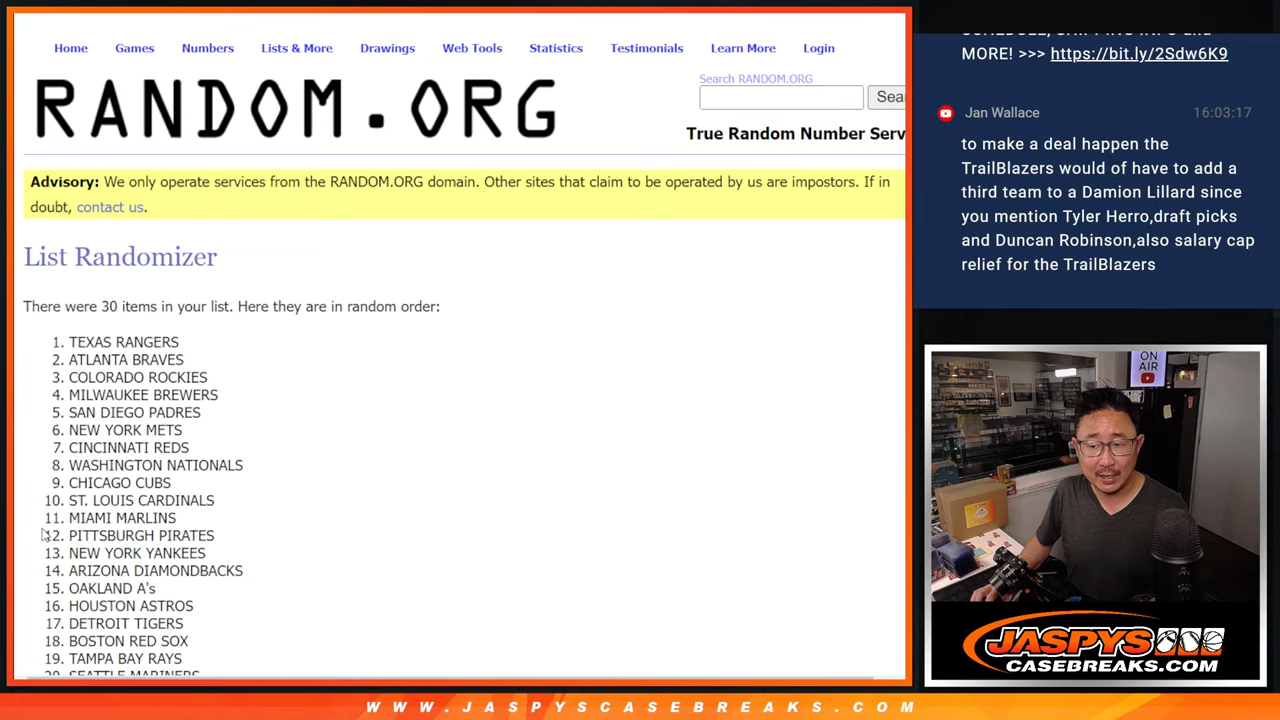 Home Games Numbers Lists & More Drawings Web Tools Statistics Testimonials Learn More Login
RANDOM.ORG
Search RANDOM.ORG
Sea
True Random Number Serv
Advisory: We only operate services from the RANDOM.ORG domain. Other sites that claim to be operated by us are impostors. If in
doubt, contact us.
List Randomizer
There were 30 items in your list. Here they are in random order:
1. TEXAS RANGERS
2. ATLANTA BRAVES
3. COLORADO ROCKIES
4. MILWAUKEE BREWERS
5. SAN DIEGO PADRES
6. NEW YORK METS
7. CINCINNATI REDS
8. WASHINGTON NATIONALS
9. CHICAGO CUBS
10. ST. LOUIS CARDINALS
11. MIAMI MARLINS
12. PITTSBURGH PIRATES
13. NEW YORK YANKEES
14. ARIZONA DIAMONDBACKS
15. OAKLAND A's
16. HOUSTON ASTROS
17. DETROIT TIGERS
18. BOSTON RED SOX
19. TAMPA BAY RAYS
20. SEATTLE MARINERS
SCHEDULE, SHIPPING INFO and
MORE! >>> https://bit.ly/2Sdw6K9
Jan Wallace 16:03:17
to make a deal happen the
TrailBlazers would of have to add a
third team to a Damion Lillard since
you mention Tyler Herro,draft picks
and Duncan Robinson,also salary cap
relief for the TrailBlazers
ON
AIR
JASPYS
CASEBREAKS.COM
WWW.JASPYSCASEBREAKS.COM